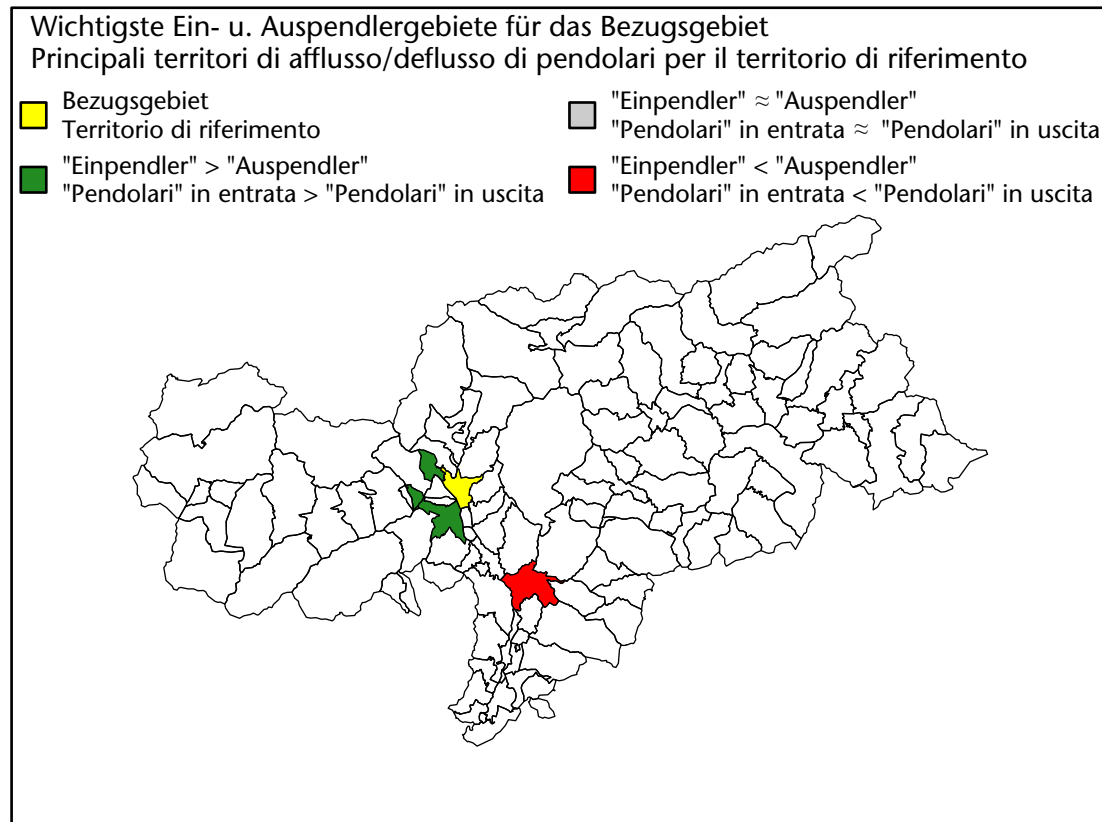 Wichtigste Ein- u. Auspendlergebiete für das Bezugsgebiet
Principali territori di afflusso/deflusso di pendolari per il territorio di riferimento
Bezugsgebiet
Territorio di riferimento
"Einpendler" > "Auspendler"
"Pendolari" in entrata > "Pendolari" in uscita
"Einpendler" ≈ "Auspendler"
"Pendolari" in entrata ≈ "Pendolari" in uscita
"Einpendler" < "Auspendler"
"Pendolari" in entrata < "Pendolari" in uscita